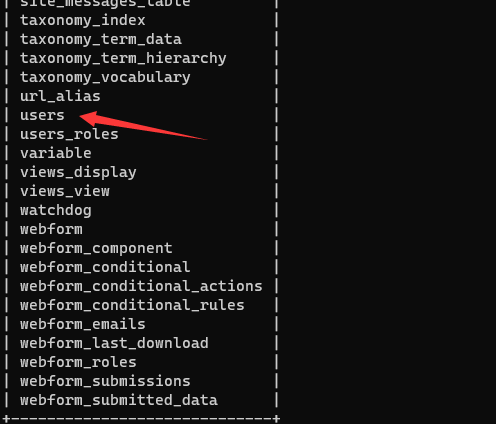 | site_messages_table |
| taxonomy_index |
| taxonomy_term_data |
| taxonomy_term_hierarchy |
| taxonomy_vocabulary |
| url_alias |
| users |
| users_roles |
| variable |
| views_display |
| views_view |
| watchdog |
| webform |
| webform_component |
| webform_conditional |
| webform_conditional_actions |
| webform_conditional_rules |
| webform_emails |
| webform_last_download |
| webform_roles |
| webform_submissions |
| webform_submitted_data |
+-----------------------------+